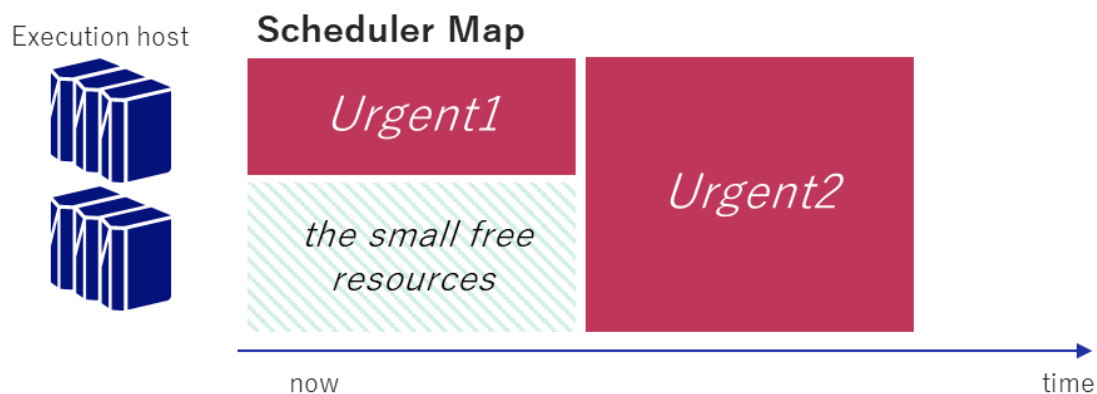 Execution host
Scheduler Map
Urgent1
Urgent2
the small free
resources
now
time